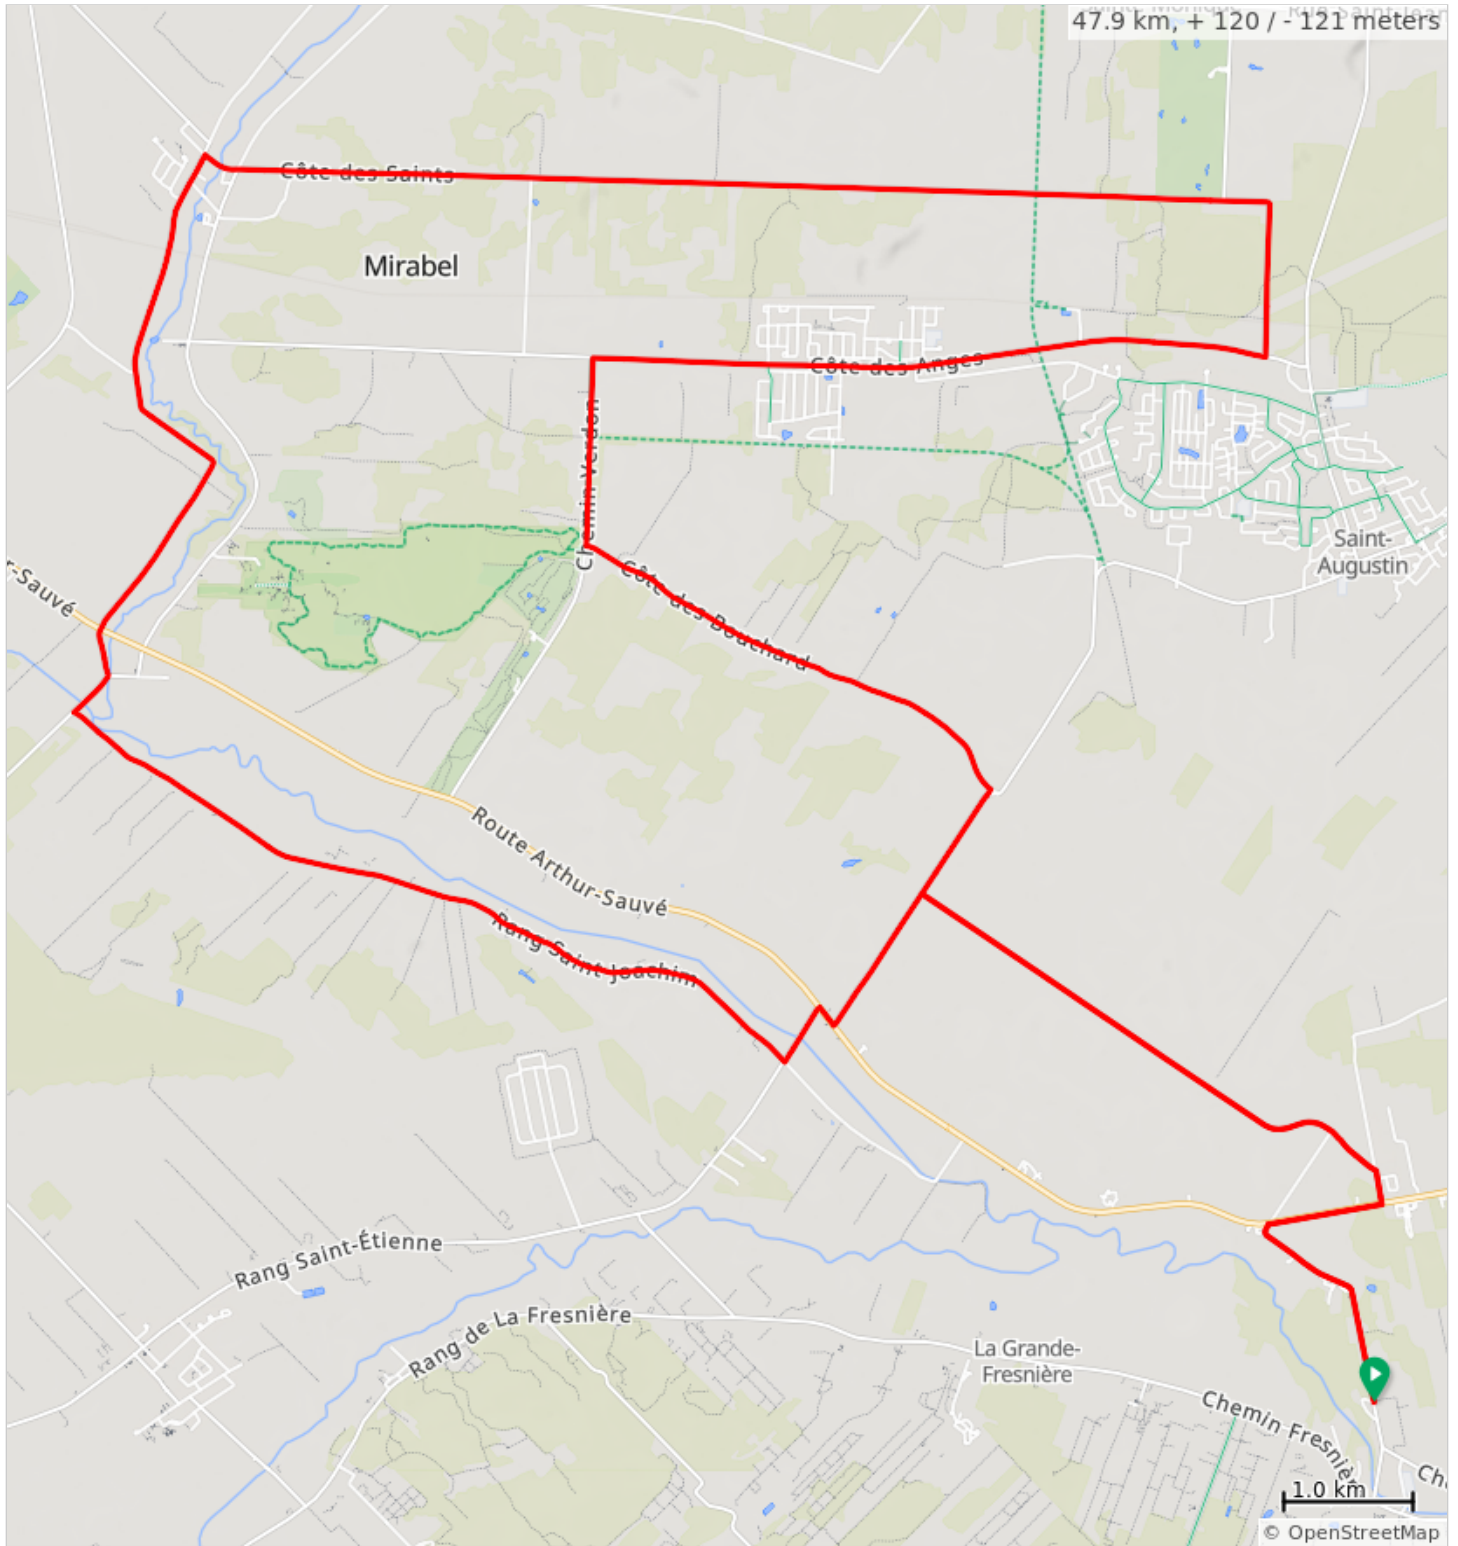 47.9 km, + 120 / - 121 meters
Côte des Saints
Mirabel
Côte des Anges
Chemin Verdon
Saint-
Augustin
r-Sauvé
Côte des Bouchard
Route Arthur-Sauvé
Rang Saint-Joachim
Rang Saint-Étienne
Rang de La Fresnière
La Grande-
Fresnière
Chemin Fresnièr
Ch
1.0 km
© OpenStreetMap